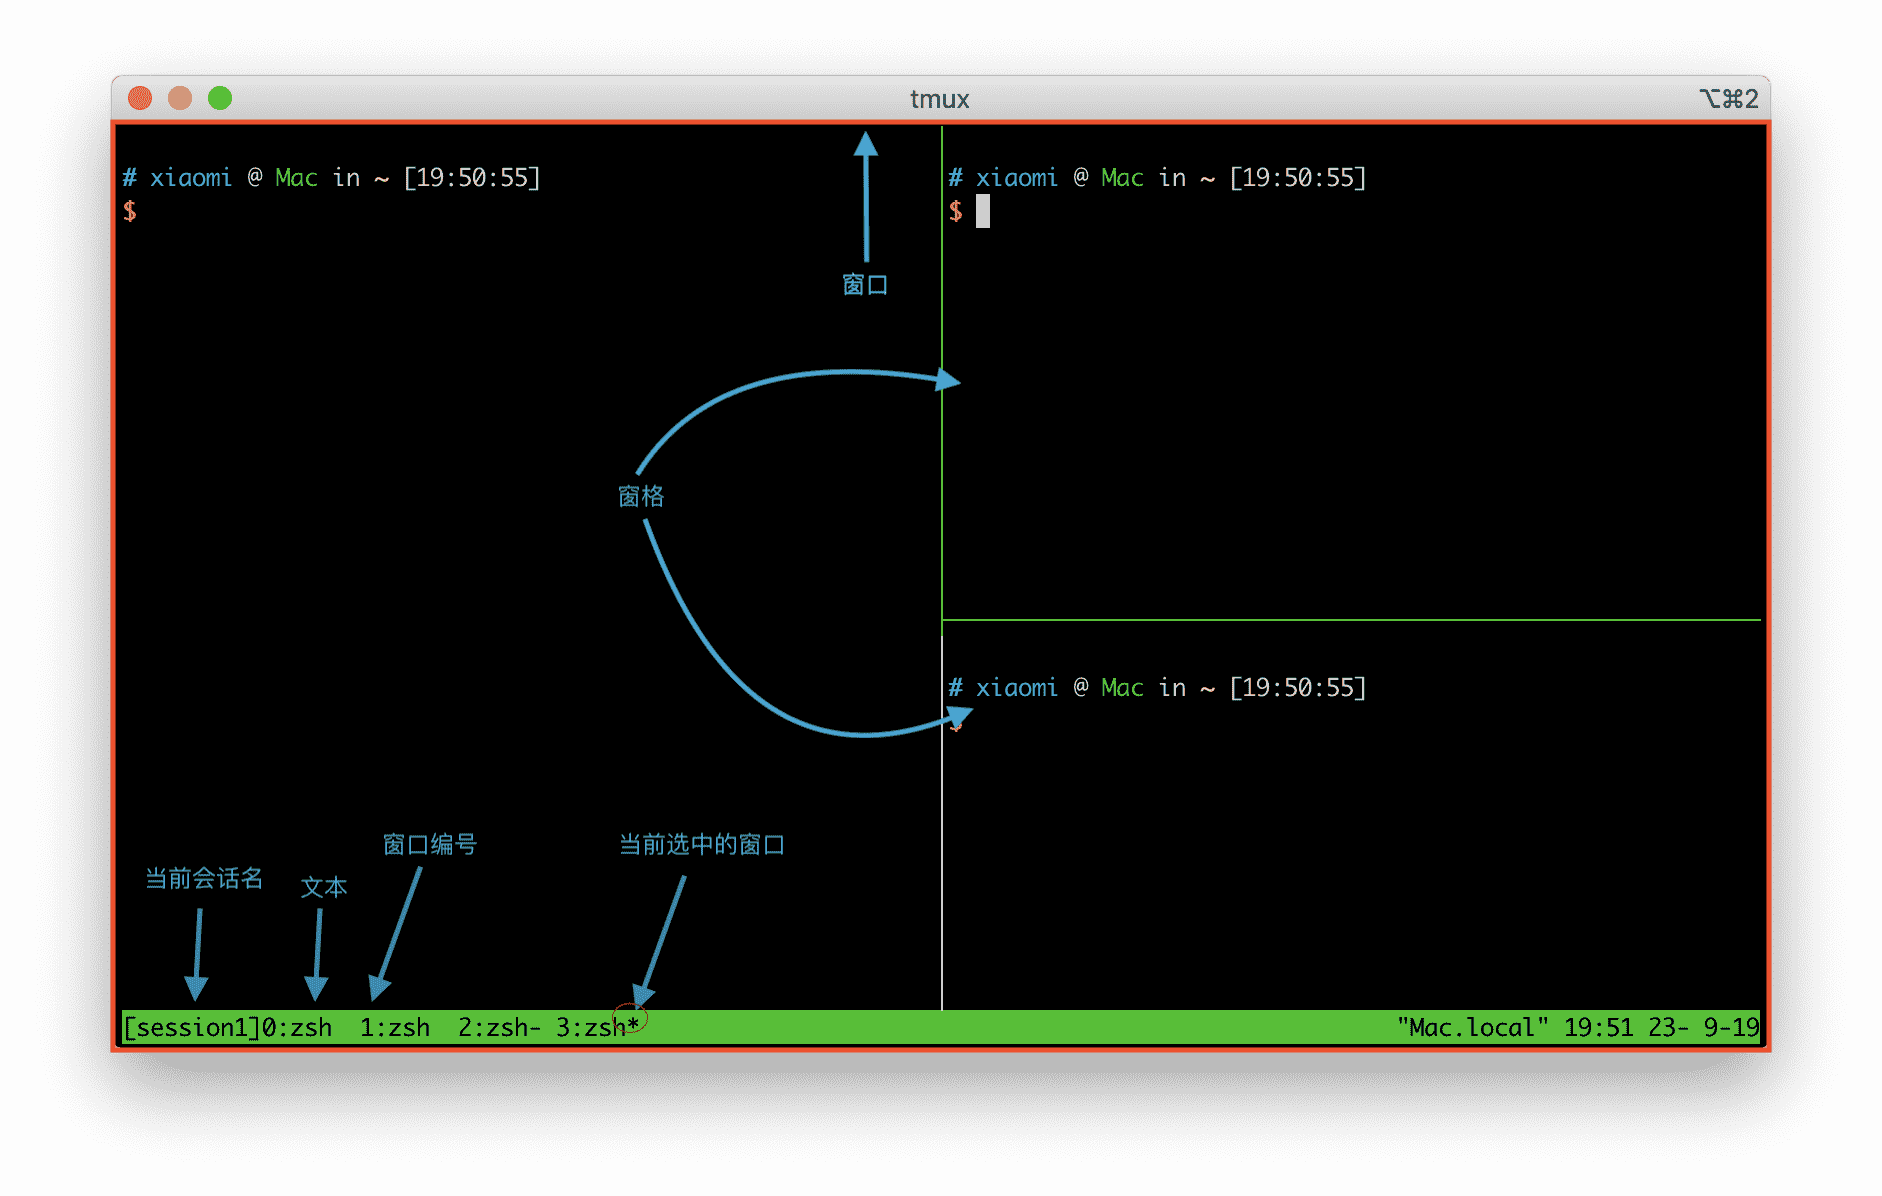 tmux
⌥⌘2
# xiaomi @ Mac in ~ [19:50:55]
$
# xiaomi @ Mac in ~ [19:50:55]
$
窗口
窗格
# xiaomi @ Mac in ~ [19:50:55]
$
窗口编号
当前选中的窗口
当前会话名
文本
[session1]0:zsh  1:zsh  2:zsh- 3:zsh*
"Mac.local" 19:51 23- 9-19